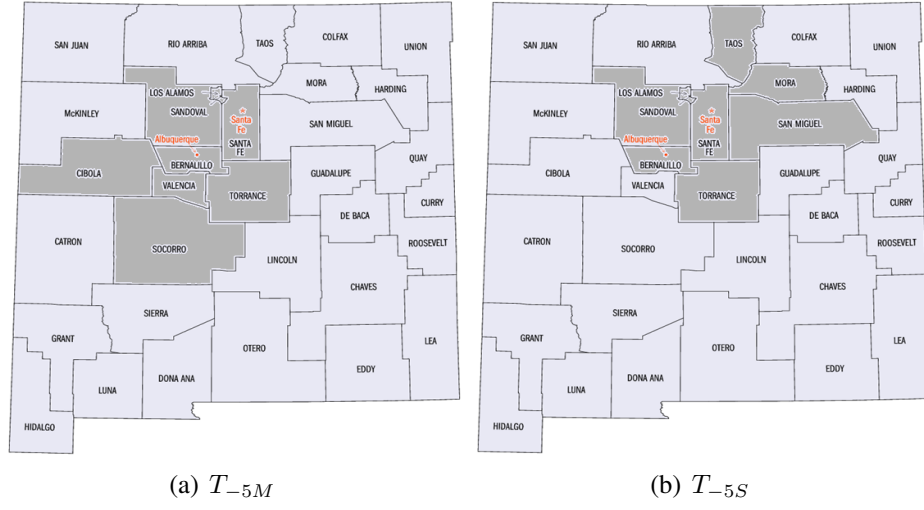 SAN JUAN
RIO ARRIBA
TAOS
COLFAX
UNION
MORA
HARDING
LOS ALAMOS
SANDOVAL
McKINLEY
Santa
Fe
SAN MIGUEL
Albuquerque
SANTA
FE
BERNALILLO
QUAY
CIBOLA
VALENCIA
GUADALUPE
TORRANCE
CURRY
DE BACA
CATRON
SOCORRO
ROOSEVELT
LINCOLN
CHAVES
SIERRA
GRANT
OTERO
LEA
EDDY
DONA ANA
LUNA
HIDALGO
(a) T−5M
SAN JUAN
RIO ARRIBA
TAOS
COLFAX
UNION
MORA
HARDING
LOS ALAMOS
SANDOVAL
McKINLEY
Santa
Fe
SAN MIGUEL
Albuquerque
SANTA
FE
BERNALILLO
QUAY
CIBOLA
VALENCIA
GUADALUPE
TORRANCE
CURRY
DE BACA
CATRON
SOCORRO
ROOSEVELT
LINCOLN
CHAVES
SIERRA
GRANT
OTERO
LEA
EDDY
DONA ANA
LUNA
HIDALGO
(b) T−5S